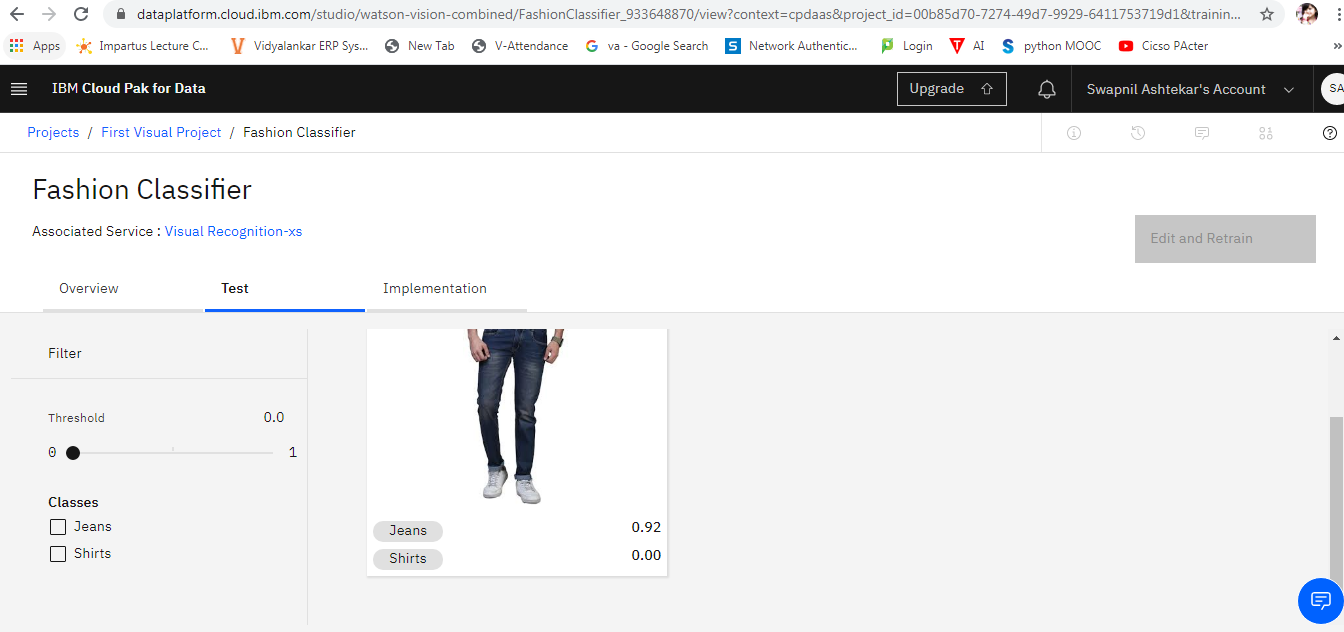 dataplatform.cloud.ibm.com/studio/watson-vision-combined/FashionClassifier_933648870/view?context=cpdaas&project_id=00b85d70-7274-49d7-9929-6411753719d1&trainin...
Apps Impartus Lecture C... Vidyalankar ERP Sys... New Tab V-Attendance va - Google Search Network Authentic... Login AI python MOOC Cicso PActer »
IBM Cloud Pak for Data Upgrade Swapnil Ashtekar's Account SA
Projects / First Visual Project / Fashion Classifier
Fashion Classifier
Associated Service : Visual Recognition-xs
Edit and Retrain
Overview Test Implementation
Filter
Threshold 0.0
0 1
Classes
Jeans
Shirts
Jeans 0.92
Shirts 0.00